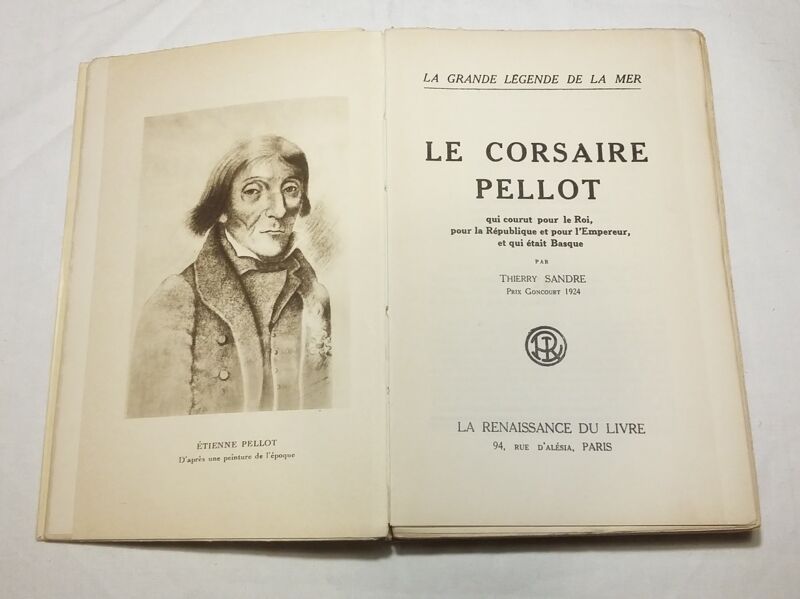 ÉTIENNE PELLOT
D'après une peinture de l'époque
LA GRANDE LÉGENDE DE LA MER
LE CORSAIRE
PELLOT
qui courut pour le Roi,
pour la République et pour l'Empereur,
et qui était Basque
PAR
THIERRY SANDRE
PRIX GONCOURT 1924
LA RENAISSANCE DU LIVRE
94, RUE D'ALÉSIA, PARIS